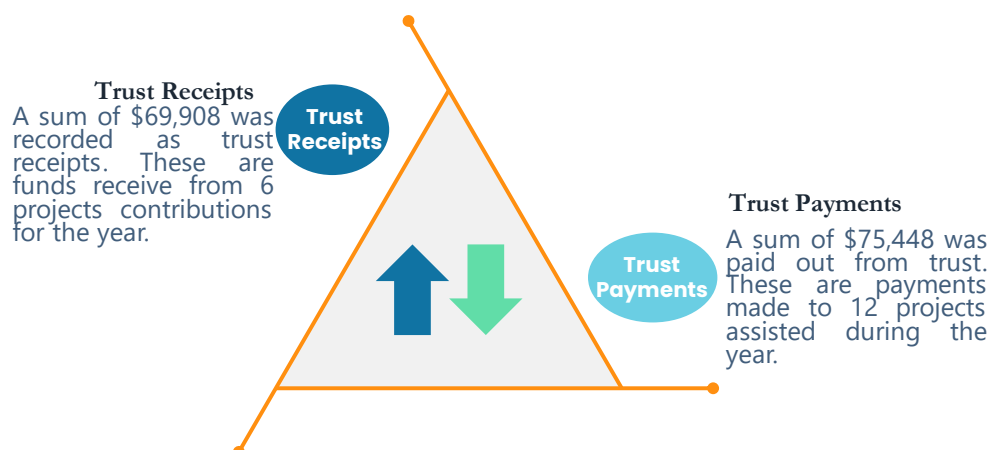 Trust Receipts
A sum of $69,908 was
recorded as trust
receipts. These are
funds receive from 6
projects contributions
for the year.
Trust
Receipts
Trust Payments
A sum of $75,448 was
paid out from trust.
These are payments
made to 12 projects
assisted during the
year.
Trust
Payments